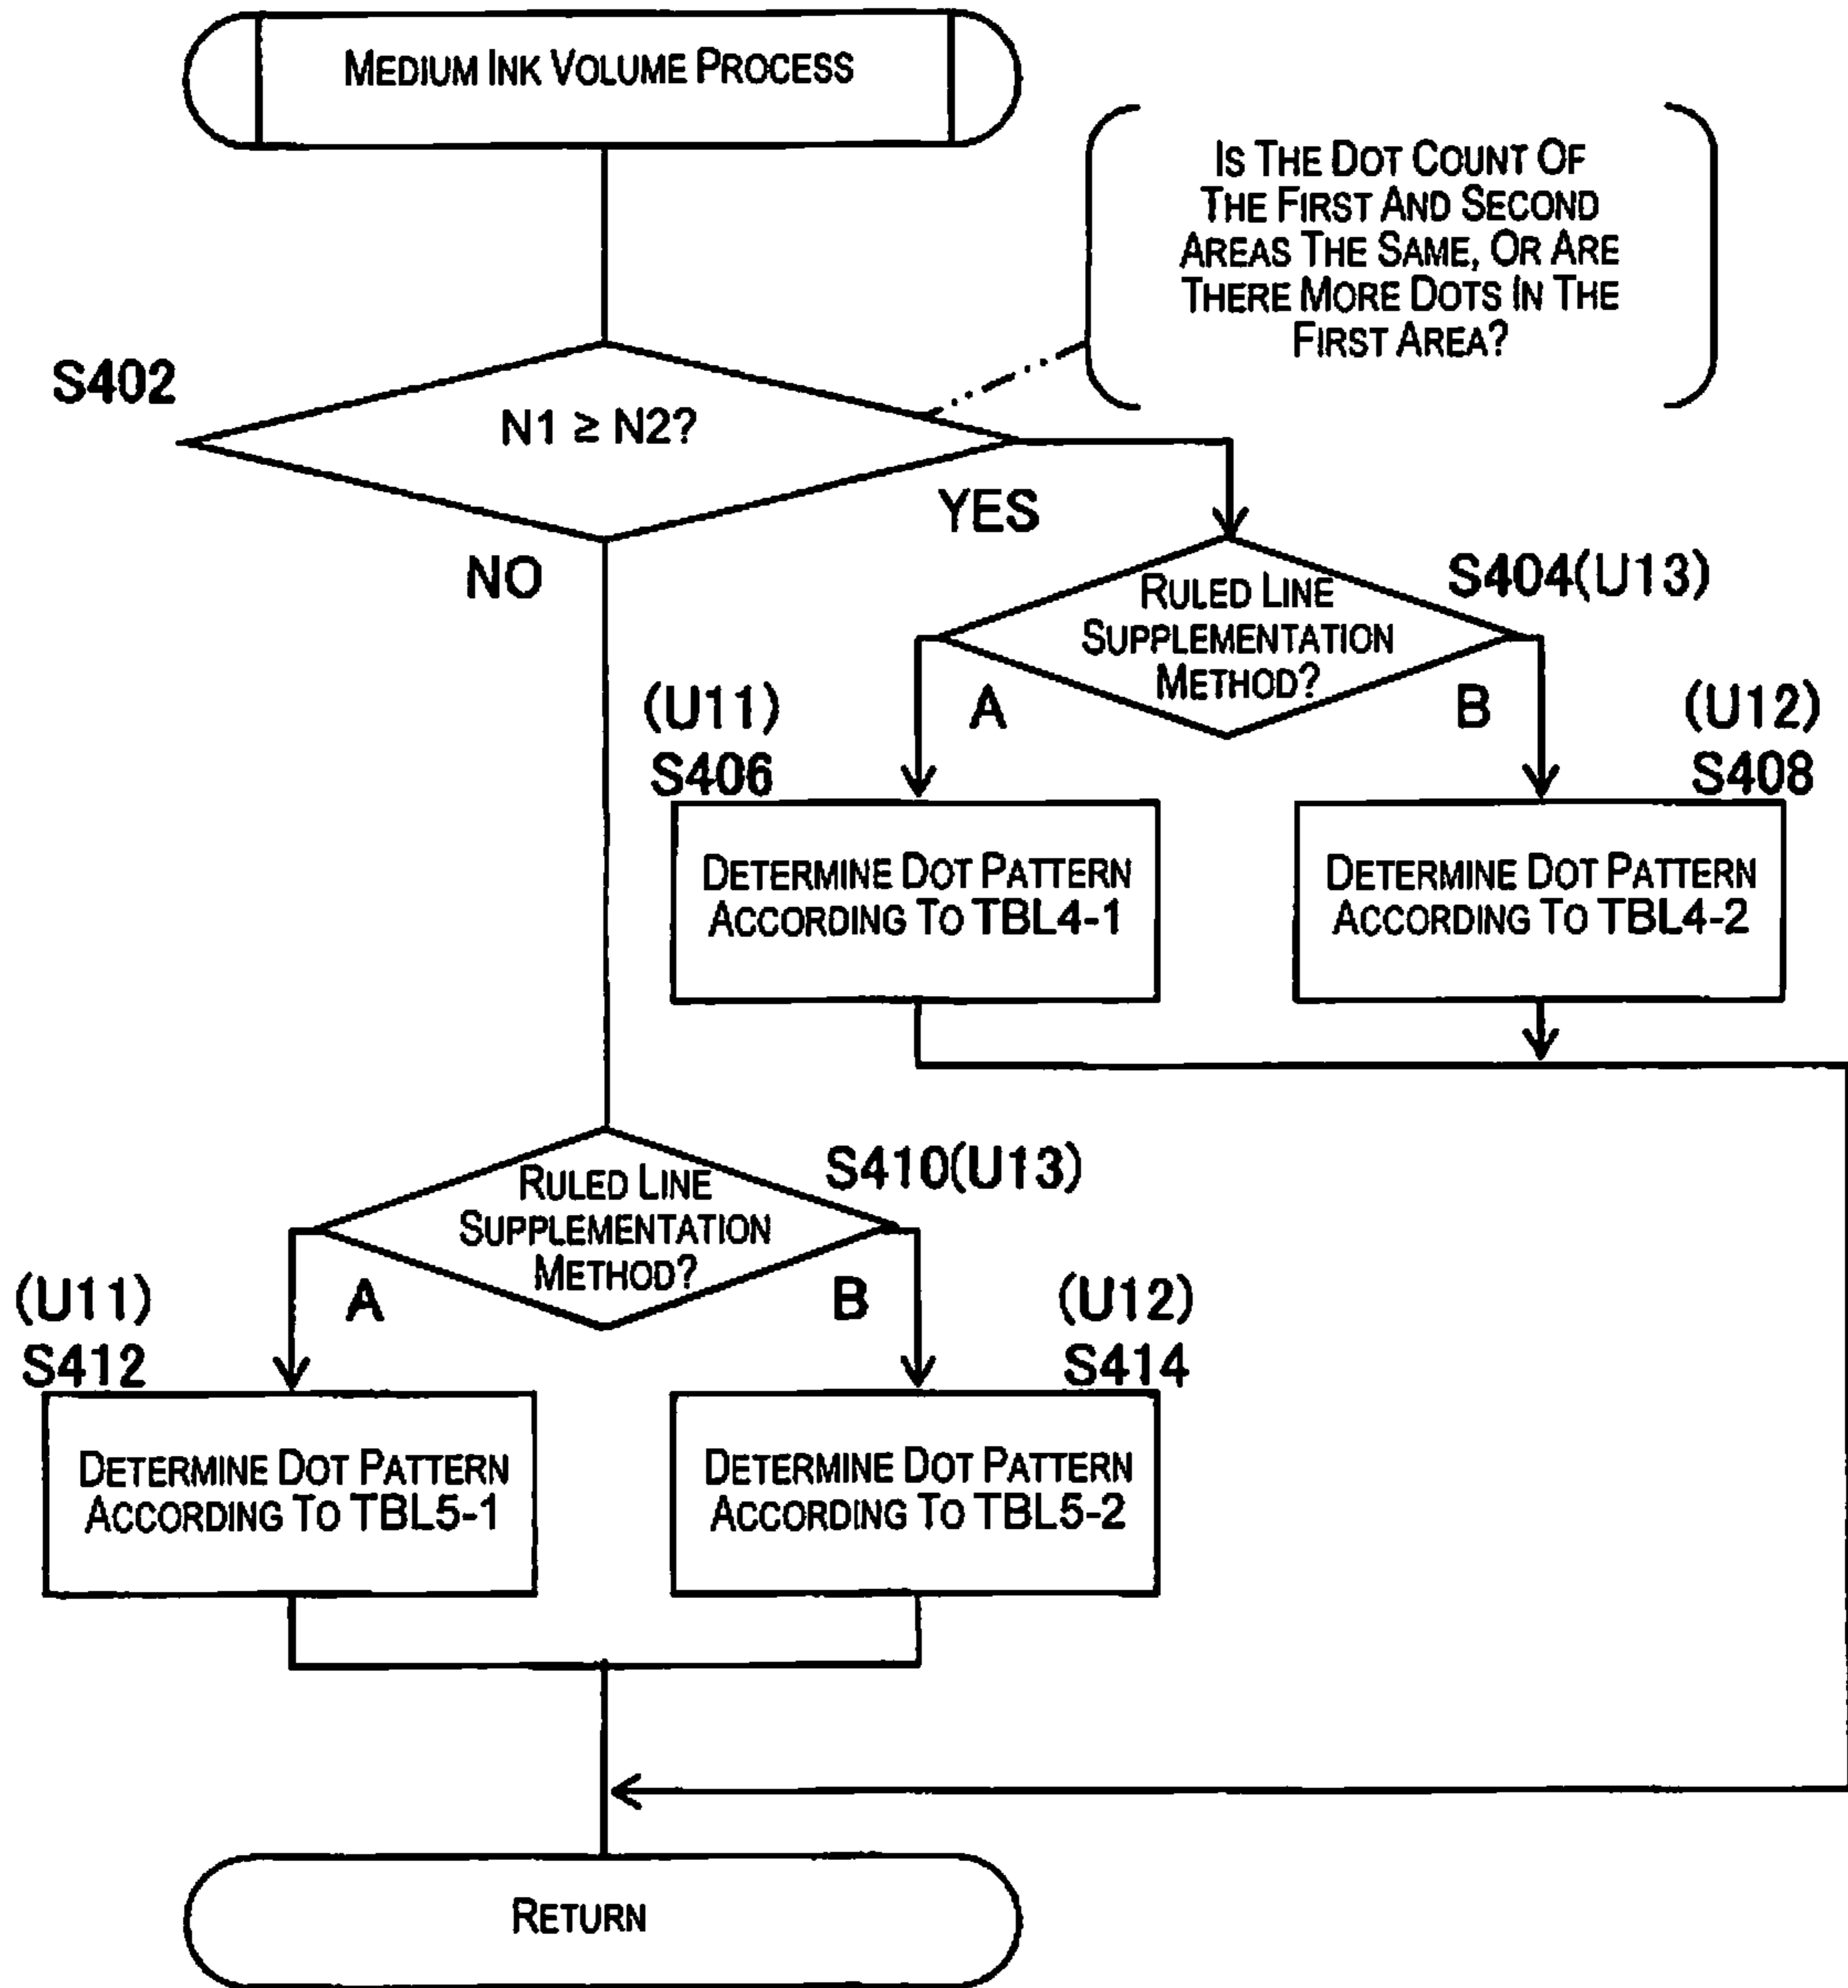 MEDIUM INK VOLUME PROCESS
IS THE DOT COUNT OF
THE FIRST AND SECOND
AREAS THE SAME, OR ARE
THERE MORE DOTS IN THE
FIRST AREA?
S402
N1 ≥ N2?
YES
NO
S404(U13)
RULED LINE
SUPPLEMENTATION
METHOD?
(U11)
S406
A
B
(U12)
S408
DETERMINE DOT PATTERN
ACCORDING TO TBL4-1
DETERMINE DOT PATTERN
ACCORDING TO TBL4-2
S410(U13)
RULED LINE
SUPPLEMENTATION
METHOD?
(U11)
S412
A
B
(U12)
S414
DETERMINE DOT PATTERN
ACCORDING TO TBL5-1
DETERMINE DOT PATTERN
ACCORDING TO TBL5-2
RETURN